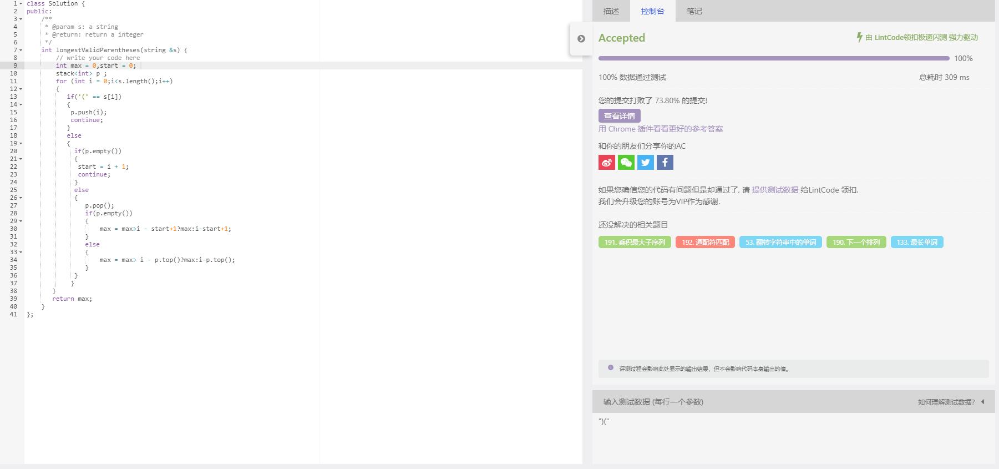 1 class Solution {
2 public:
3     /**
4      * @param s: a string
5      * @return: return a integer
6      */
7     int longestValidParentheses(string &s) {
8         // write your code here
9         int max = 0,start = 0;
10         stack<int> p ;
11         for (int i = 0;i<s.length();i++)
12         {
13            if('(' == s[i])
14            {
15             p.push(i);
16             continue;
17            }
18            else
19            {
20              if(p.empty())
21              {
22               start = i + 1;
23               continue;
24              }
25              else
26              {
27                 p.pop();
28                 if(p.empty())
29                 {
30                     max = max>i - start+1?max:i-start+1;
31                 }
32                 else
33                 {
34                     max = max> i - p.top()?max:i-p.top();
35                 }
36              }
37             }
38        }
39        return max;
40     }
41 };
描述 控制台 笔记
Accepted 由 LintCode领扣极速闪测 强力驱动
100%
100% 数据通过测试 总耗时 309 ms
您的提交打败了 73.80% 的提交!
查看详情
用 Chrome 插件看看更好的参考答案
和你的朋友们分享你的AC
如果您确信您的代码有问题但是却通过了, 请 提供测试数据 给LintCode 领扣.
我们会升级您的账号为VIP作为感谢.
还没解决的相关题目
191. 乘积最大子序列 192. 通配符匹配 53. 翻转字符串中的单词 190. 下一个排列 133. 最长单词
评测过程会影响此处显示的输出结果，但不会影响代码本身输出的值。
输入测试数据 (每行一个参数) 如何理解测试数据?
")("